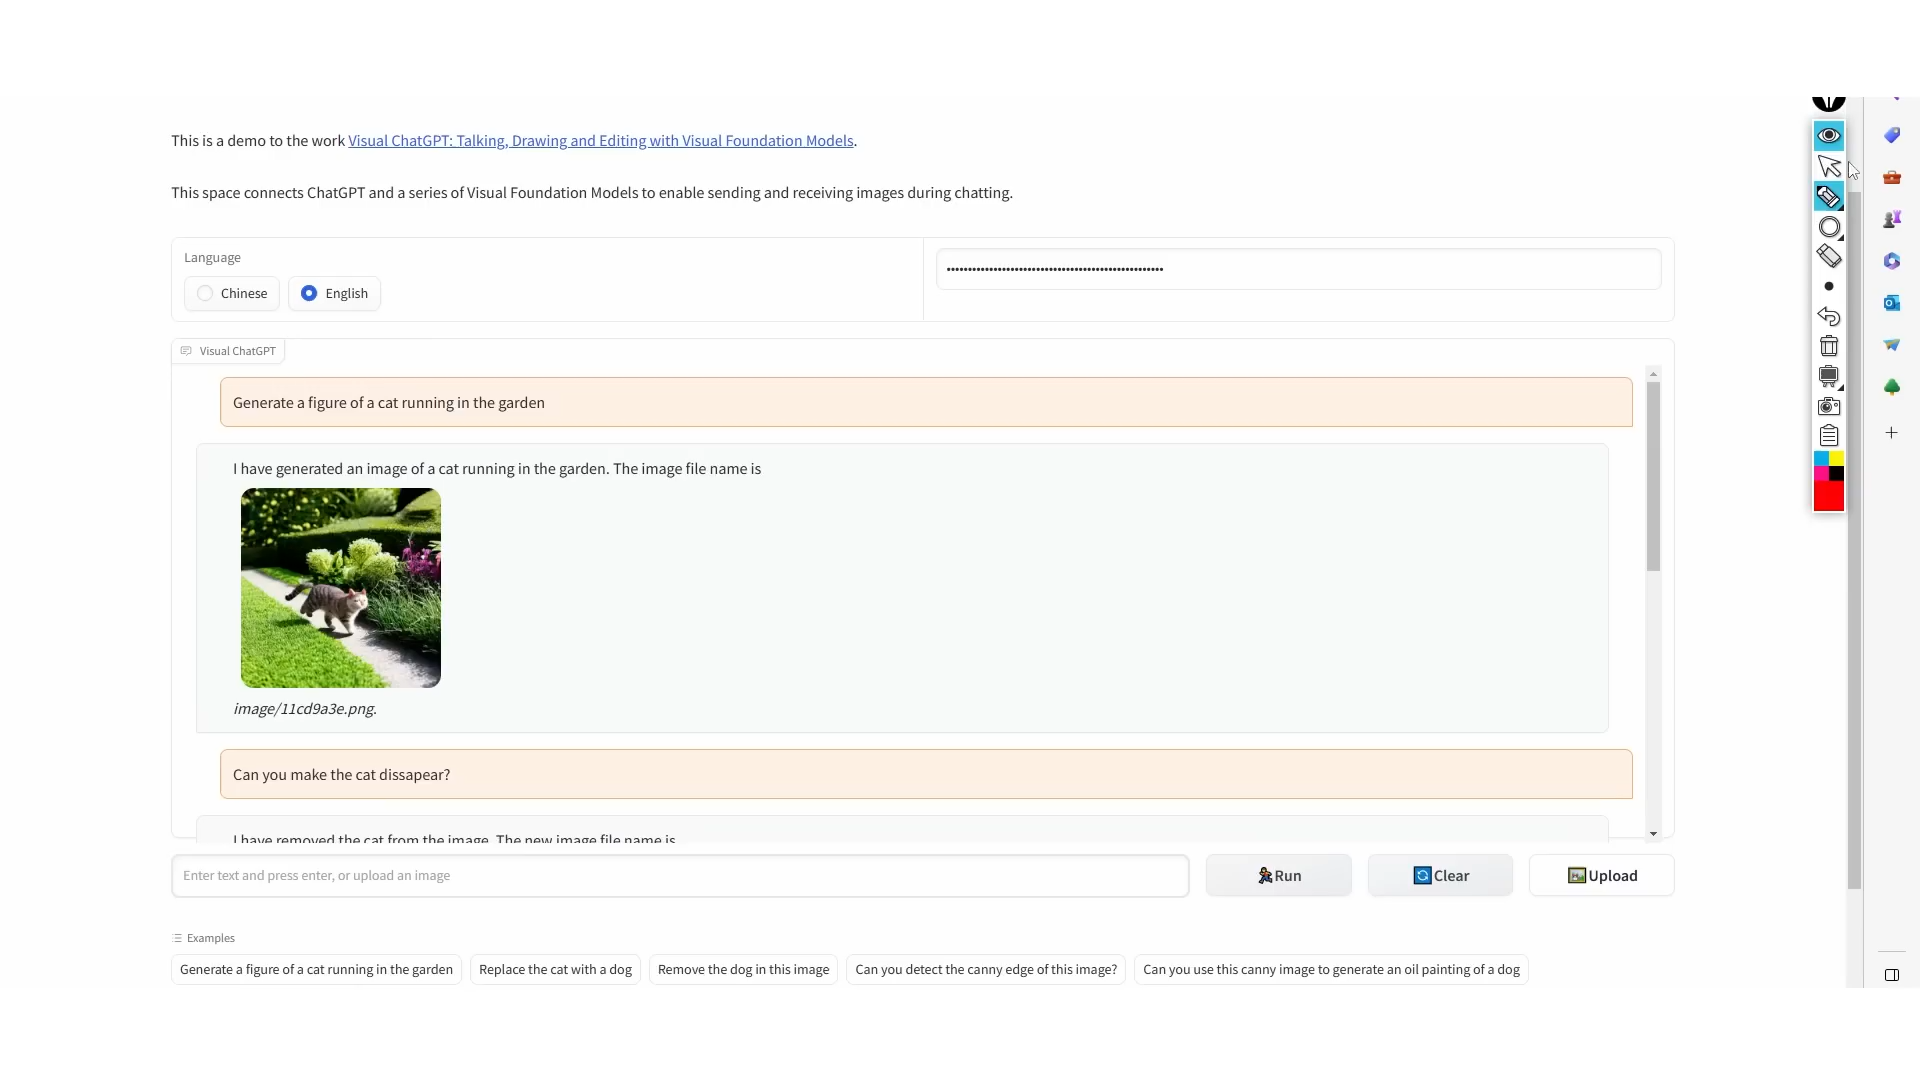 This is a demo to the work Visual ChatGPT: Talking, Drawing and Editing with Visual Foundation Models.
This space connects ChatGPT and a series of Visual Foundation Models to enable sending and receiving images during chatting.
Language
Chinese
English
••••••••••••••••••••••••••••••••••••••••••••••••••
Visual ChatGPT
Generate a figure of a cat running in the garden
I have generated an image of a cat running in the garden. The image file name is
image/11cd9a3e.png.
Can you make the cat dissapear?
I have removed the cat from the image. The new image file name is
Enter text and press enter, or upload an image
Run
Clear
Upload
Examples
Generate a figure of a cat running in the garden
Replace the cat with a dog
Remove the dog in this image
Can you detect the canny edge of this image?
Can you use this canny image to generate an oil painting of a dog